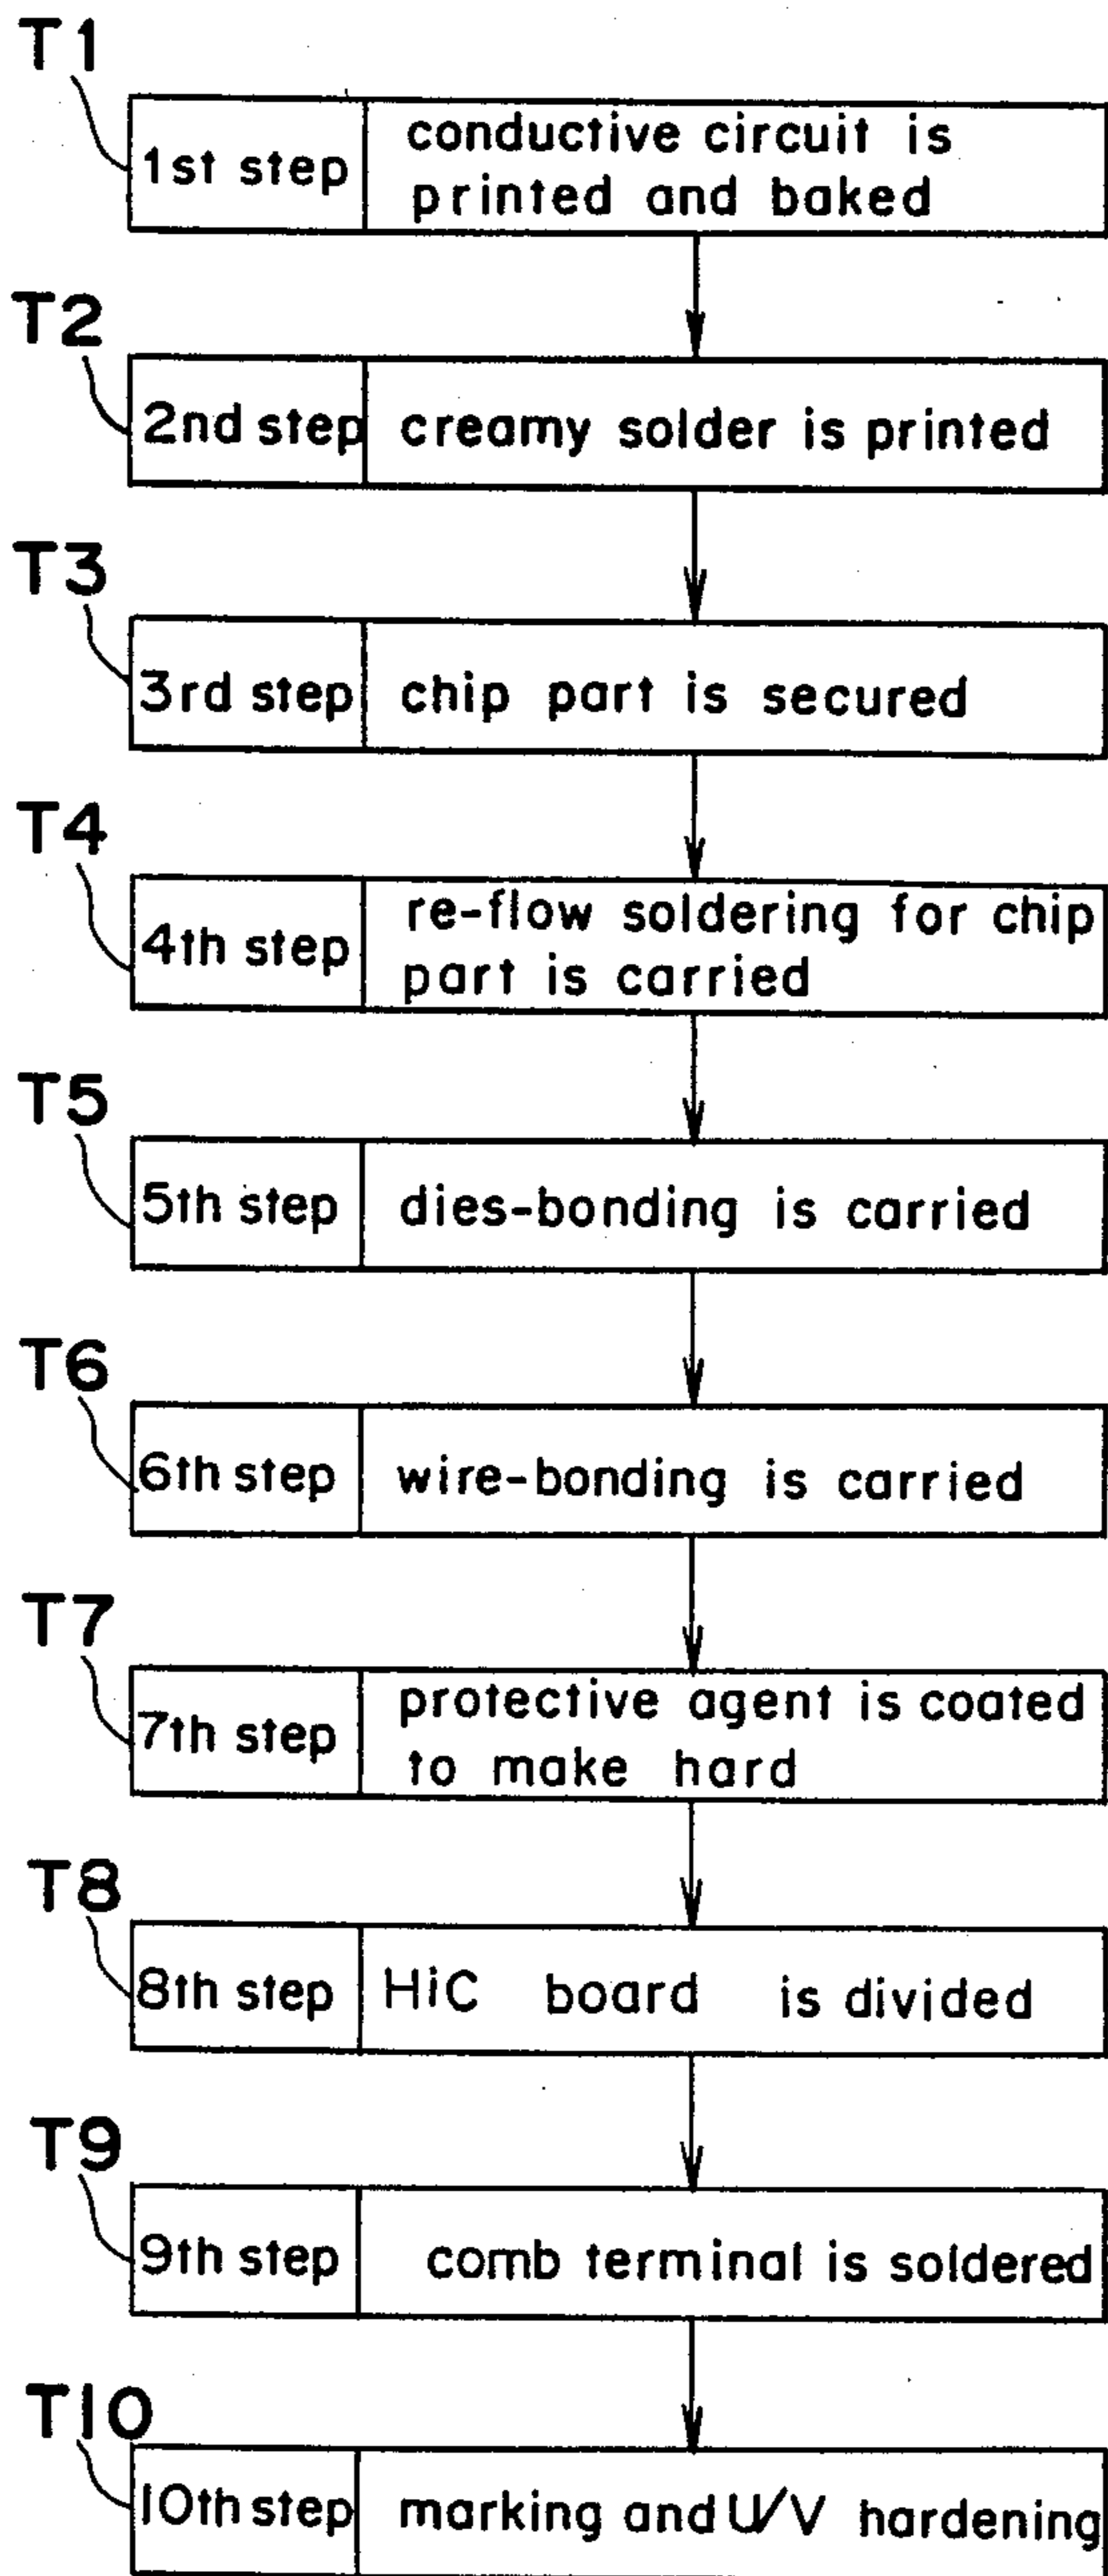 T1
1st step
conductive circuit is
printed and baked
T2
2nd step
creamy solder is printed
T3
3rd step
chip part is secured
T4
4th step
re-flow soldering for chip
part is carried
T5
5th step
dies-bonding is carried
T6
6th step
wire-bonding is carried
T7
7th step
protective agent is coated
to make hard
T8
8th step
HiC board is divided
T9
9th step
comb terminal is soldered
T10
10th step
marking and U/V hardening